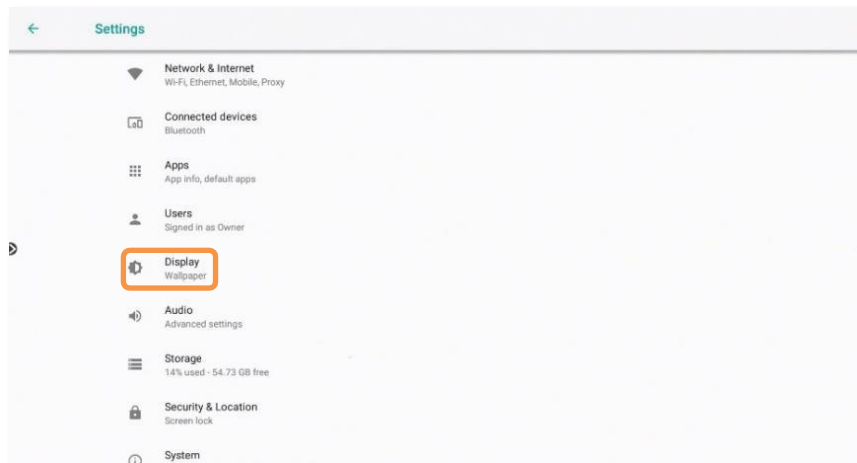 Settings
Network & Internet
Wi-Fi, Ethernet, Mobile, Proxy
Connected devices
Bluetooth
Apps
App info, default apps
Users
Signed in as Owner
Display
Wallpaper
Audio
Advanced settings
Storage
14% used - 54.73 GB free
Security & Location
Screen lock
System